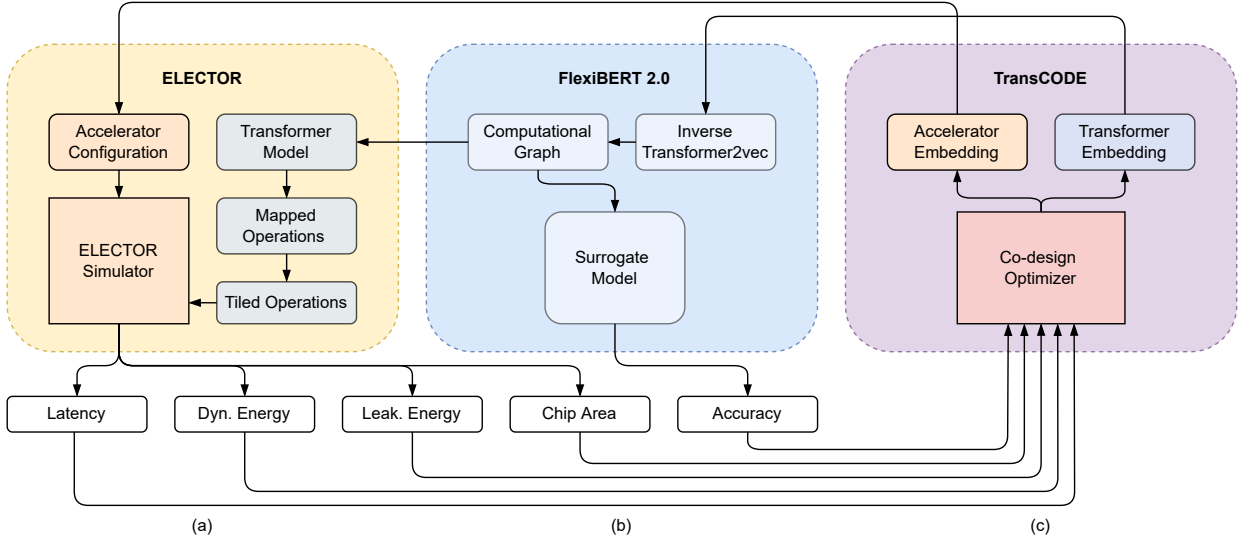 ELECTOR
FlexiBERT 2.0
TransCODE
Accelerator
Configuration
Transformer
Model
Computational
Graph
Inverse
Transformer2vec
Accelerator
Embedding
Transformer
Embedding
ELECTOR
Simulator
Mapped
Operations
Tiled Operations
Surrogate
Model
Co-design
Optimizer
Latency
Dyn. Energy
Leak. Energy
Chip Area
Accuracy
(a)
(b)
(c)